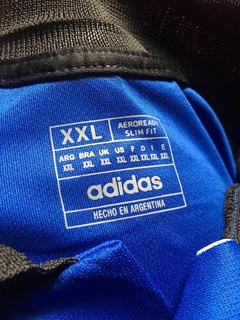 XXL AEROREADY
SLIM FIT
ARG BRA UK US F D I E
XXL XXL XXL XXL XXL XXL XXL XXL
adidas
HECHO EN ARGENTINA